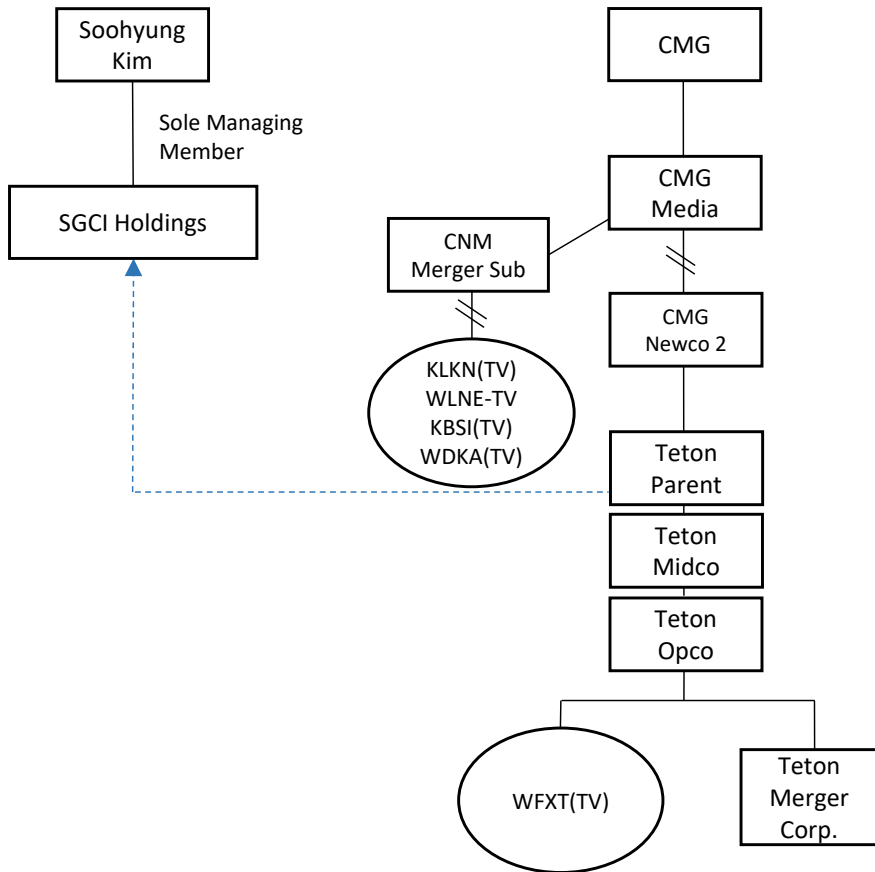 Soohyung
Kim
CMG
Sole Managing
Member
SGCI Holdings
CMG
Media
CNM
Merger Sub
CMG
Newco 2
KLKN(TV)
WLNE-TV
KBSI(TV)
WDKA(TV)
Teton
Parent
Teton
Midco
Teton
Opco
WFXT(TV)
Teton
Merger
Corp.